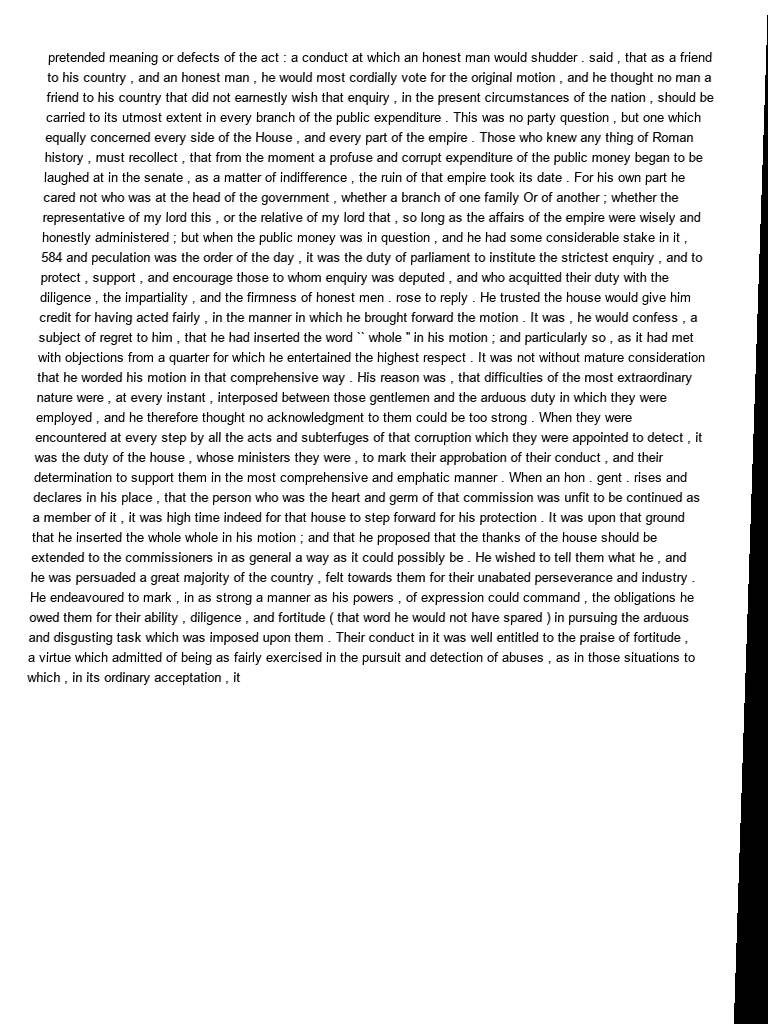 pretended meaning or defects of the act : a conduct at which an honest man would shudder . said , that as a friend
to his country , and an honest man , he would most cordially vote for the original motion , and he thought no man a
friend to his country that did not earnestly wish that enquiry , in the present circumstances of the nation , should be
carried to its utmost extent in every branch of the public expenditure . This was no party question , but one which
equally concerned every side of the House , and every part of the empire . Those who knew any thing of Roman
history , must recollect , that from the moment a profuse and corrupt expenditure of the public money began to be
laughed at in the senate , as a matter of indifference , the ruin of that empire took its date . For his own part he
cared not who was at the head of the government , whether a branch of one family Or of another ; whether the
representative of my lord this , or the relative of my lord that , so long as the affairs of the empire were wisely and
honestly administered ; but when the public money was in question , and he had some considerable stake in it ,
584 and peculation was the order of the day , it was the duty of parliament to institute the strictest enquiry , and to
protect , support , and encourage those to whom enquiry was deputed , and who acquitted their duty with the
diligence , the impartiality , and the firmness of honest men . rose to reply . He trusted the house would give him
credit for having acted fairly , in the manner in which he brought forward the motion . It was , he would confess , a
subject of regret to him , that he had inserted the word `` whole '' in his motion ; and particularly so , as it had met
with objections from a quarter for which he entertained the highest respect . It was not without mature consideration
that he worded his motion in that comprehensive way . His reason was , that difficulties of the most extraordinary
nature were , at every instant , interposed between those gentlemen and the arduous duty in which they were
employed , and he therefore thought no acknowledgment to them could be too strong . When they were
encountered at every step by all the acts and subterfuges of that corruption which they were appointed to detect , it
was the duty of the house , whose ministers they were , to mark their approbation of their conduct , and their
determination to support them in the most comprehensive and emphatic manner . When an hon . gent . rises and
declares in his place , that the person who was the heart and germ of that commission was unfit to be continued as
a member of it , it was high time indeed for that house to step forward for his protection . It was upon that ground
that he inserted the whole whole in his motion ; and that he proposed that the thanks of the house should be
extended to the commissioners in as general a way as it could possibly be . He wished to tell them what he , and
he was persuaded a great majority of the country , felt towards them for their unabated perseverance and industry .
He endeavoured to mark , in as strong a manner as his powers , of expression could command , the obligations he
owed them for their ability , diligence , and fortitude ( that word he would not have spared ) in pursuing the arduous
and disgusting task which was imposed upon them . Their conduct in it was well entitled to the praise of fortitude ,
a virtue which admitted of being as fairly exercised in the pursuit and detection of abuses , as in those situations to
which , in its ordinary acceptation , it